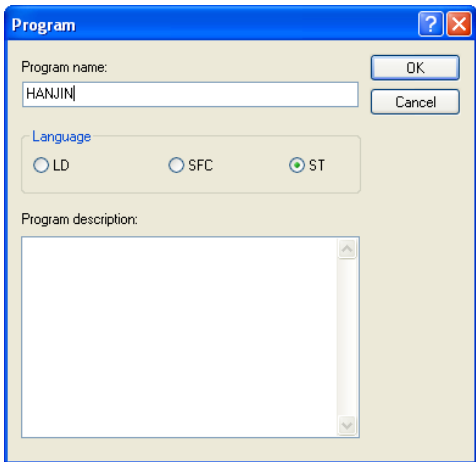 Program
Program name:
OK
HANJIN
Cancel
Language
LD SFC ST
Program description: